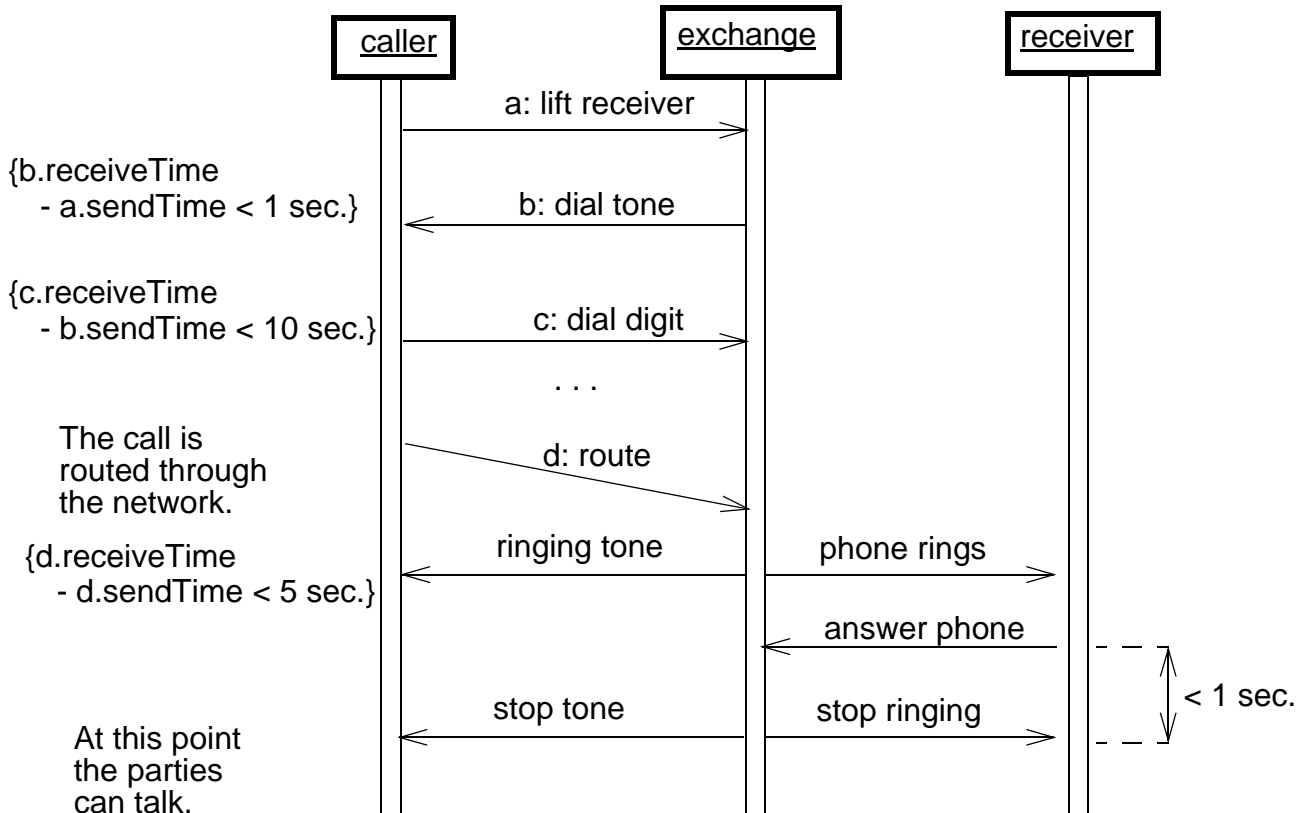 caller
exchange
receiver
a: lift receiver
{b.receiveTime
- a.sendTime < 1 sec.}
b: dial tone
{c.receiveTime
- b.sendTime < 10 sec.}
c: dial digit
. . .
The call is
routed through
the network.
d: route
{d.receiveTime
- d.sendTime < 5 sec.}
ringing tone
phone rings
answer phone
< 1 sec.
stop tone
stop ringing
At this point
the parties
can talk.